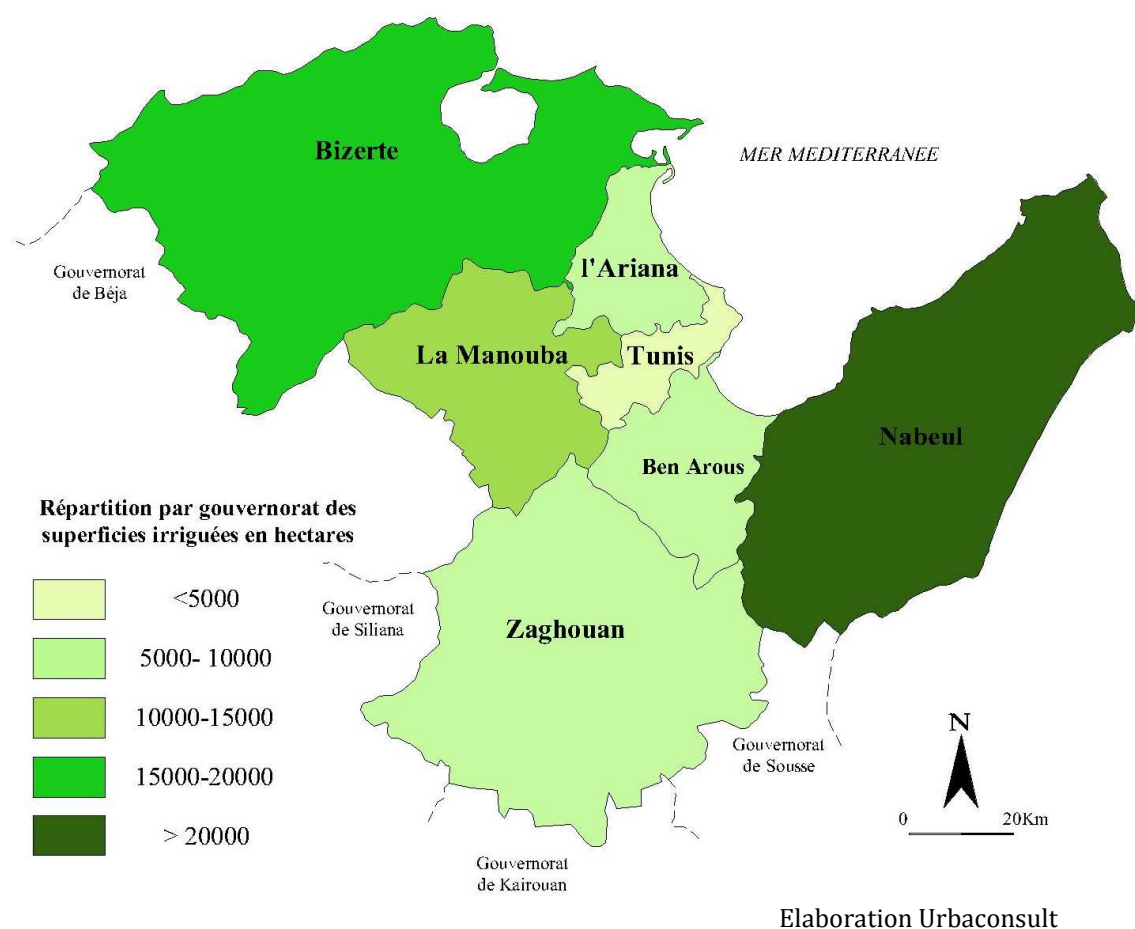 Bizerte
MER MEDITERRANEE
Gouvernorat
de Béja
l'Ariana
La Manouba
Tunis
Nabeul
Ben Arous
Répartition par gouvernorat des
superficies irriguées en hectares
<5000
5000- 10000
10000-15000
15000-20000
> 20000
Gouvernorat
de Siliana
Zaghouan
Gouvernorat
de Sousse
N
0 20Km
Gouvernorat
de Kairouan
Elaboration Urbaconsult